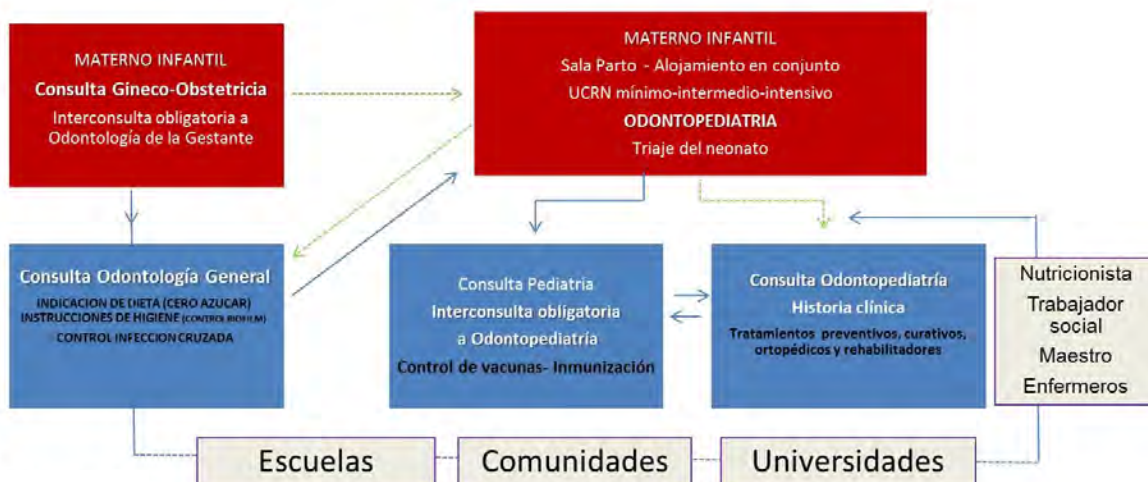 MATERNO INFANTIL
Consulta Gineco-Obstetricia
Interconsulta obligatoria a
Odontología de la Gestante
MATERNO INFANTIL
Sala Parto - Alojamiento en conjunto
UCRN mínimo-intermedio-intensivo
ODONTOPEDIATRIA
Triaje del neonato
Consulta Odontología General
INDICACION DE DIETA (CERO AZUCAR)
INSTRUCCIONES DE HIGIENE (CONTROL BIOFILM)
CONTROL INFECCION CRUZADA
Consulta Pediatria
Interconsulta obligatoria
a Odontopediatría
Control de vacunas- Inmunización
Consulta Odontopediatría
Historia clínica
Tratamientos preventivos, curativos,
ortopédicos y rehabilitadores
Nutricionista
Trabajador
social
Maestro
Enfermeros
Escuelas
Comunidades
Universidades